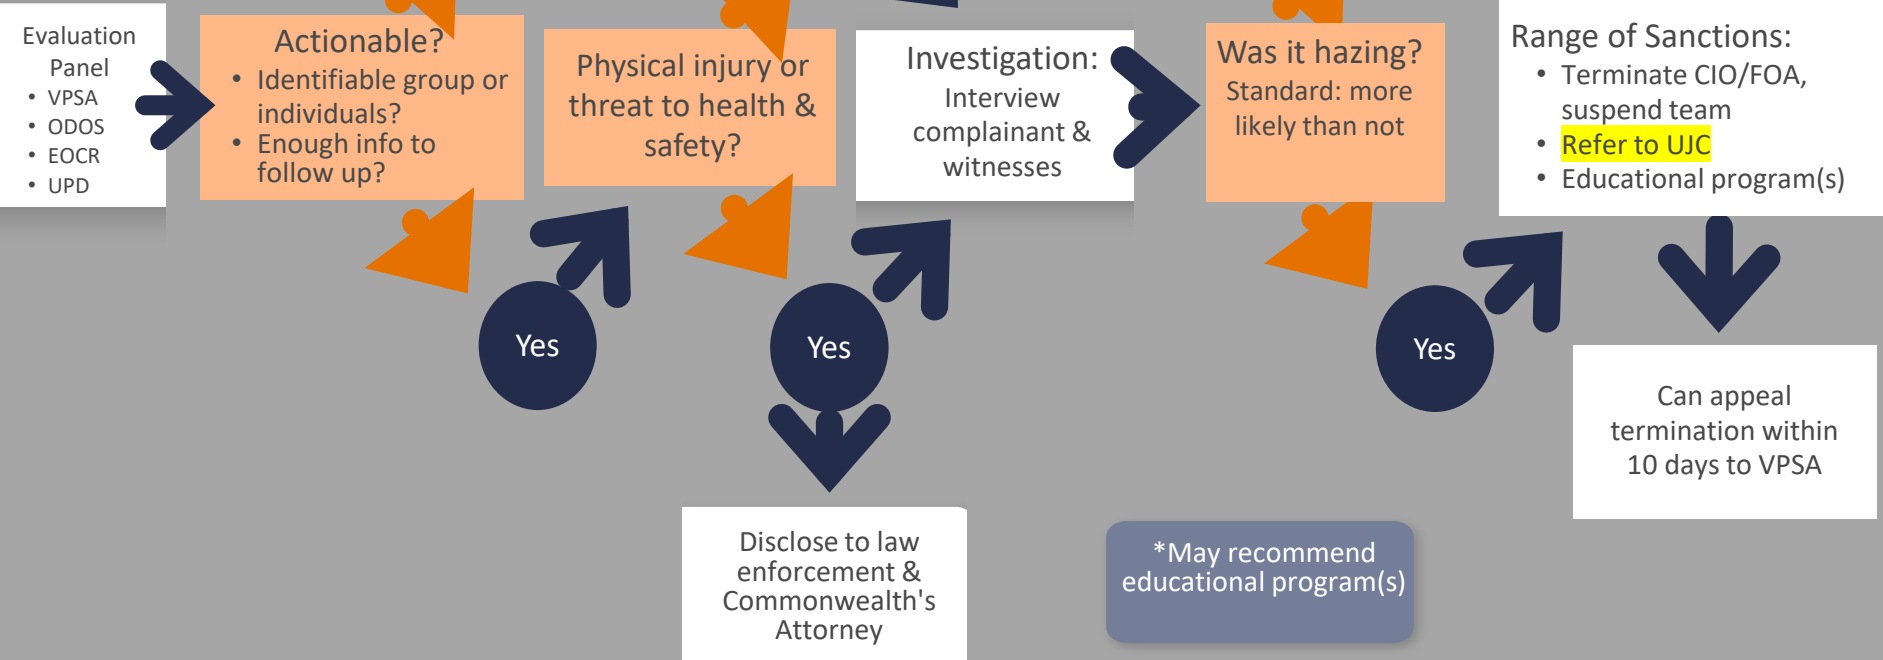 Evaluation
Panel
• VPSA
• ODOS
• EOCR
• UPD
Actionable?
• Identifiable group or
individuals?
• Enough info to
follow up?
Physical injury or
threat to health &
safety?
Investigation:
Interview
complainant &
witnesses
Was it hazing?
Standard: more
likely than not
Range of Sanctions:
• Terminate CIO/FOA,
suspend team
• Refer to UJC
• Educational program(s)
Yes
Yes
Yes
Can appeal
termination within
10 days to VPSA
Disclose to law
enforcement &
Commonwealth's
Attorney
*May recommend
educational program(s)